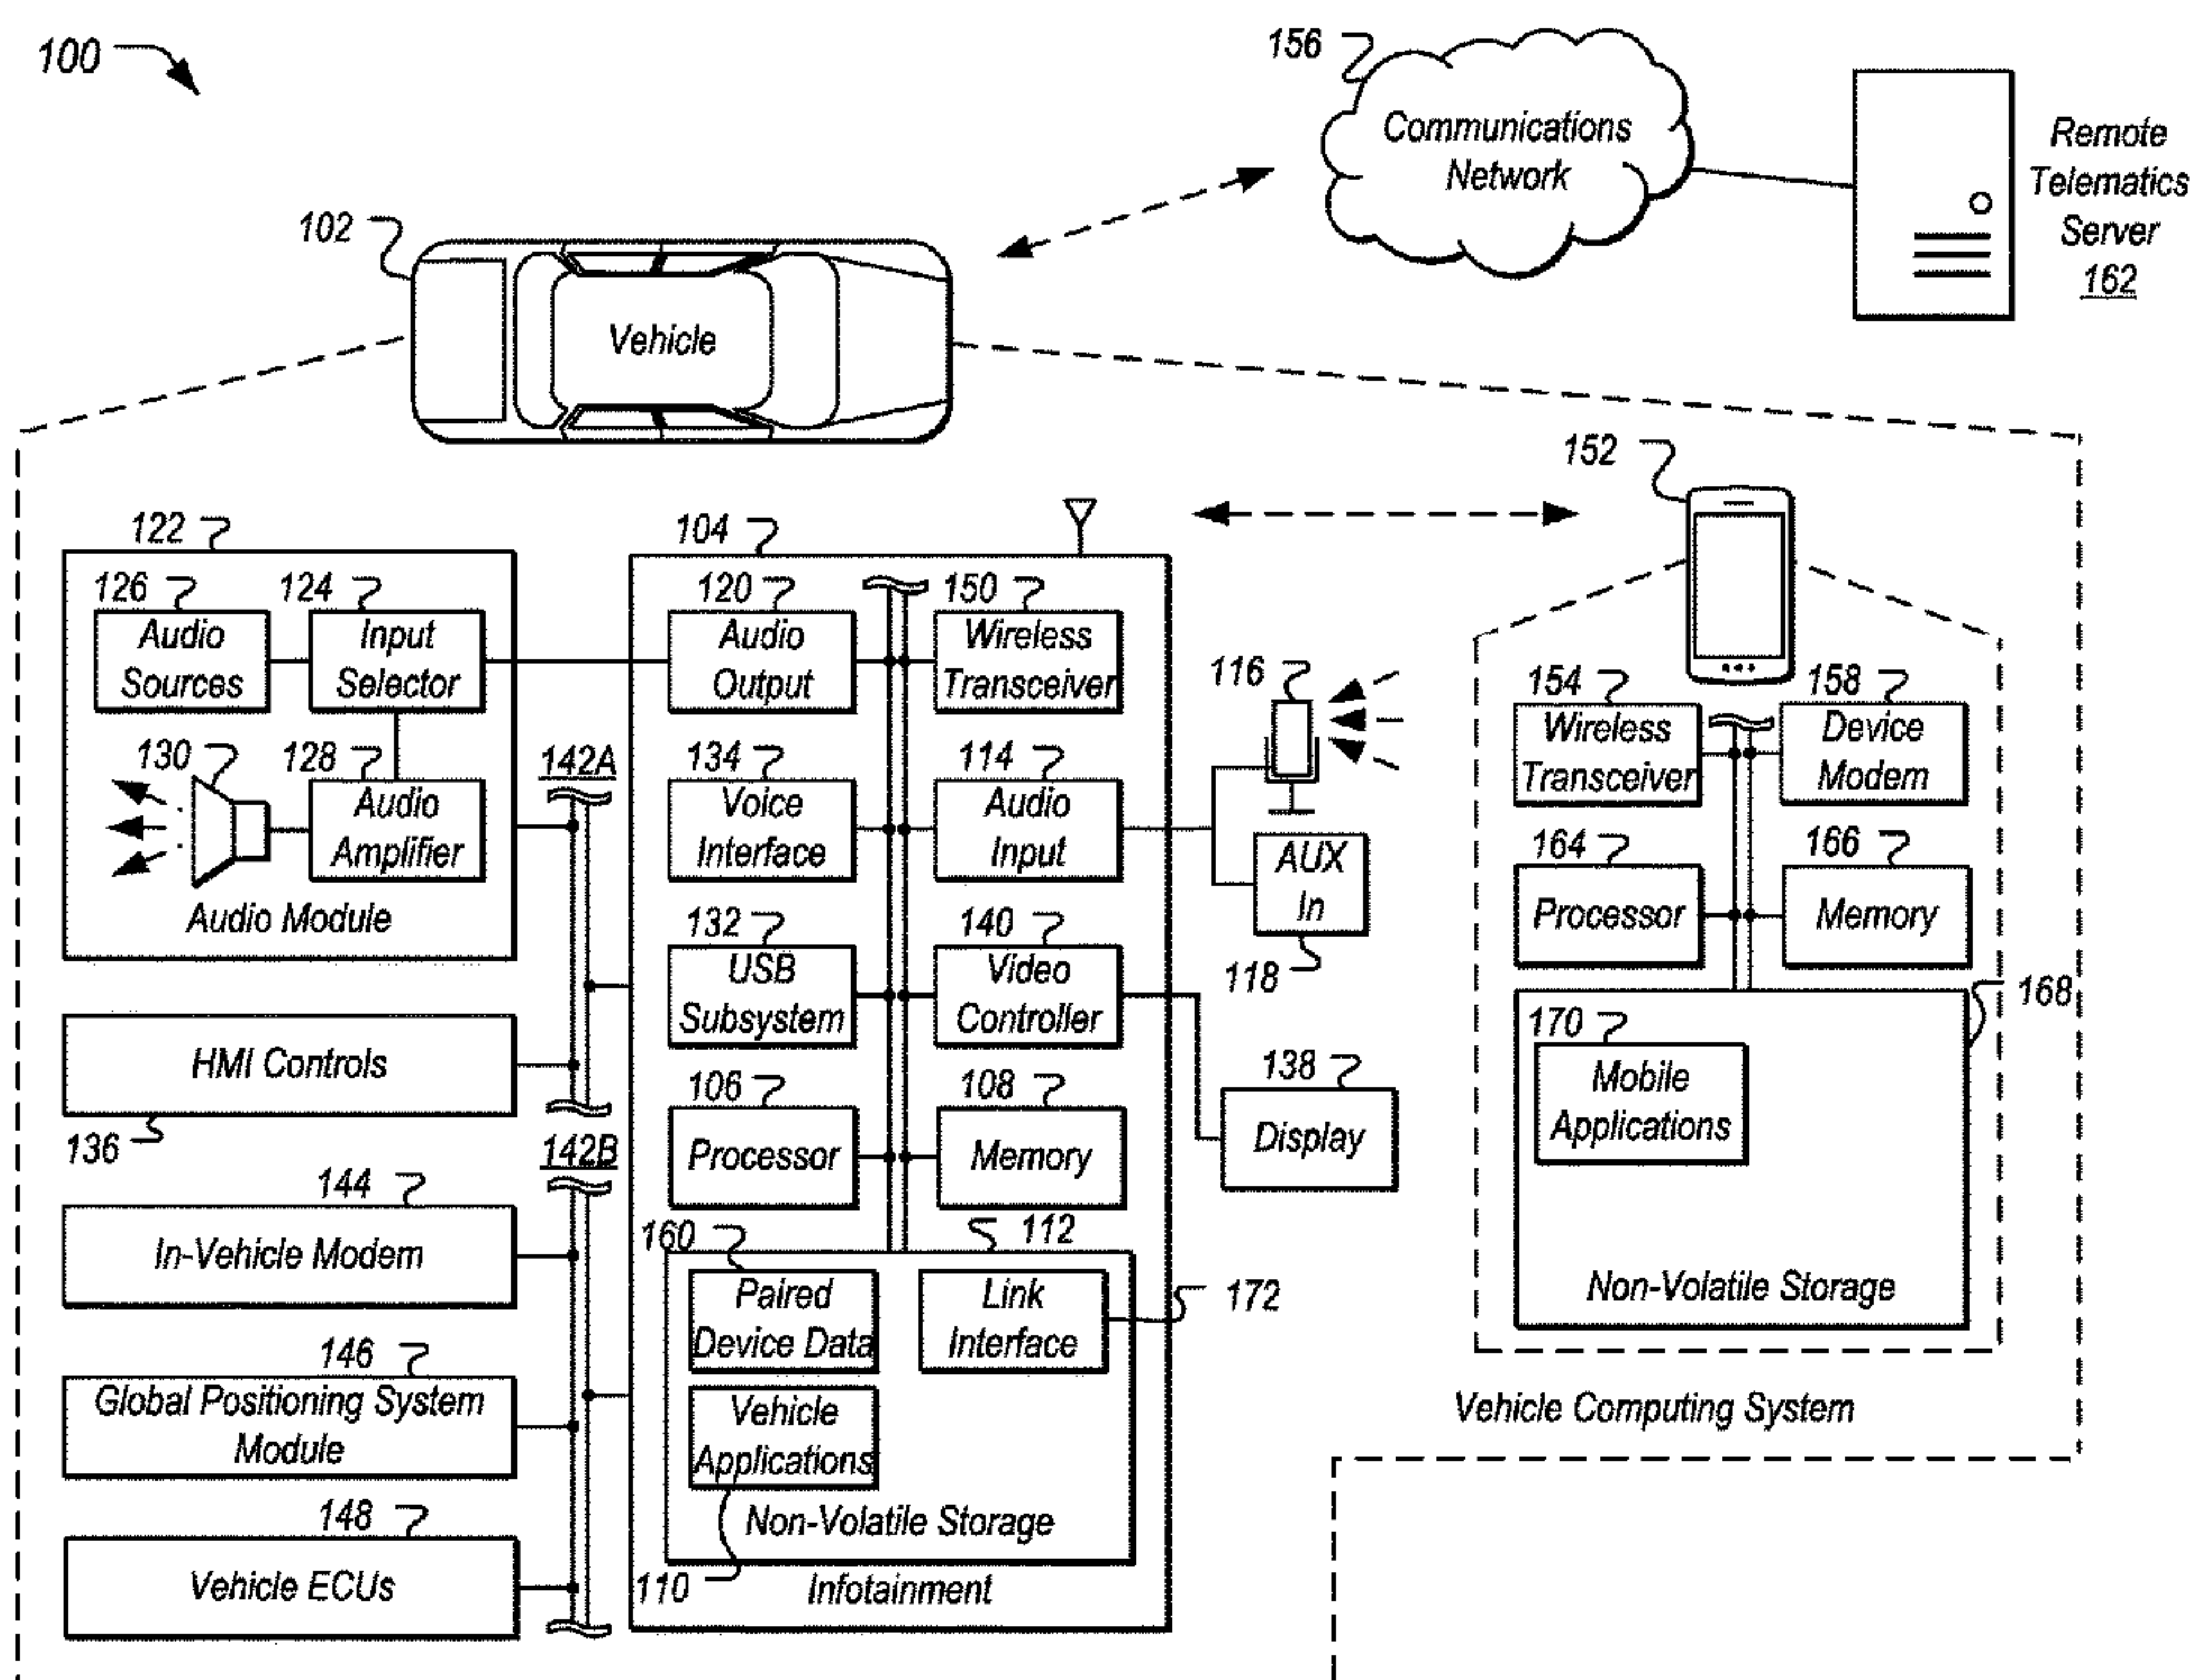 100
156
Communications
Network
Remote
Telematics
Server
162
102
Vehicle
152
122
104
126
124
120
150
Audio
Sources
Input
Selector
Audio
Output
Wireless
Transceiver
116
154
158
Wireless
Transceiver
Device
Modem
130
128
142A
134
114
Audio
Amplifier
Voice
Interface
Audio
Input
AUX
In
118
164
166
Processor
Memory
Audio Module
132
140
USB
Subsystem
Video
Controller
168
170
Mobile
Applications
HMI Controls
136
106
108
138
Processor
Memory
Display
142B
144
In-Vehicle Modem
160
112
Paired
Device Data
Link
Interface
172
Non-Volatile Storage
146
Global Positioning System
Module
Vehicle
Applications
Vehicle Computing System
Non-Volatile Storage
148
Vehicle ECUs
110
Infotainment